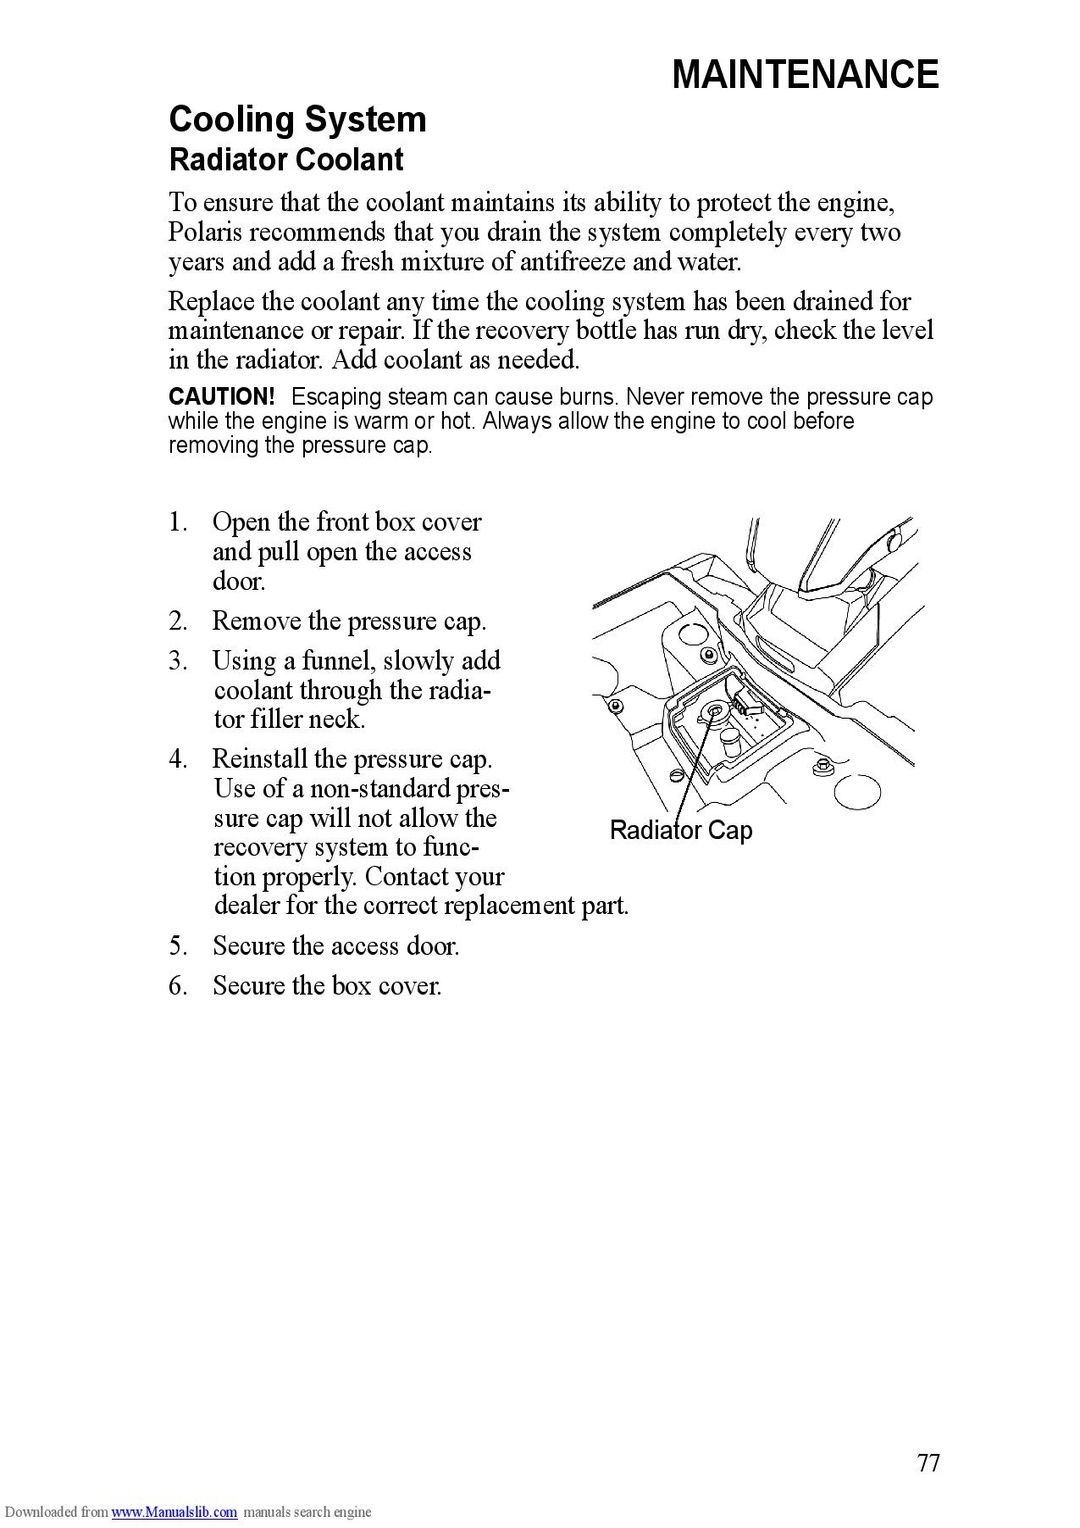 MAINTENANCE
Cooling System
Radiator Coolant
To ensure that the coolant maintains its ability to protect the engine,
Polaris recommends that you drain the system completely every two
years and add a fresh mixture of antifreeze and water.
Replace the coolant any time the cooling system has been drained for
maintenance or repair. If the recovery bottle has run dry, check the level
in the radiator. Add coolant as needed.
CAUTION! Escaping steam can cause burns. Never remove the pressure cap
while the engine is warm or hot. Always allow the engine to cool before
removing the pressure cap.
1. Open the front box cover
and pull open the access
door.
2. Remove the pressure cap.
3. Using a funnel, slowly add
coolant through the radia-
tor filler neck.
4. Reinstall the pressure cap.
Use of a non-standard pres-
sure cap will not allow the
recovery system to func-
tion properly. Contact your
dealer for the correct replacement part.
Radiator Cap
5. Secure the access door.
6. Secure the box cover.
77
Downloaded from www.Manualslib.com manuals search engine